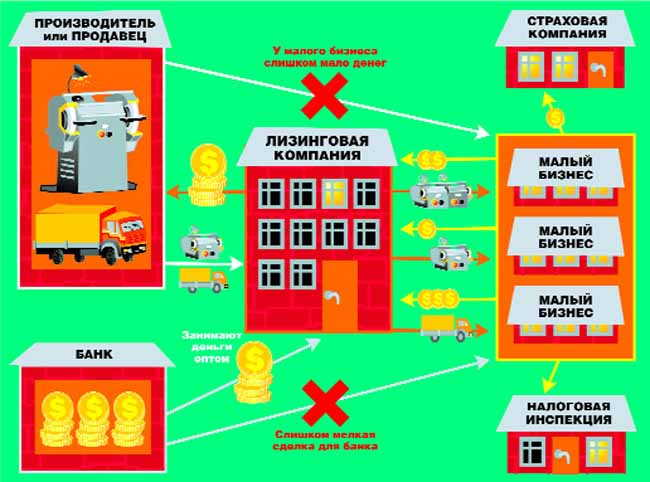 ПРОИЗВОДИТЕЛЬ
или ПРОДАВЕЦ
У малого бизнеса
слишком мало денег
СТРАХОВАЯ
КОМПАНИЯ
ЛИЗИНГОВАЯ
КОМПАНИЯ
МАЛЫЙ
БИЗНЕС
МАЛЫЙ
БИЗНЕС
МАЛЫЙ
БИЗНЕС
Занимают
деньги
оптом
БАНК
Слишком мелкая
сделка для банка
НАЛОГОВАЯ
ИНСПЕКЦИЯ